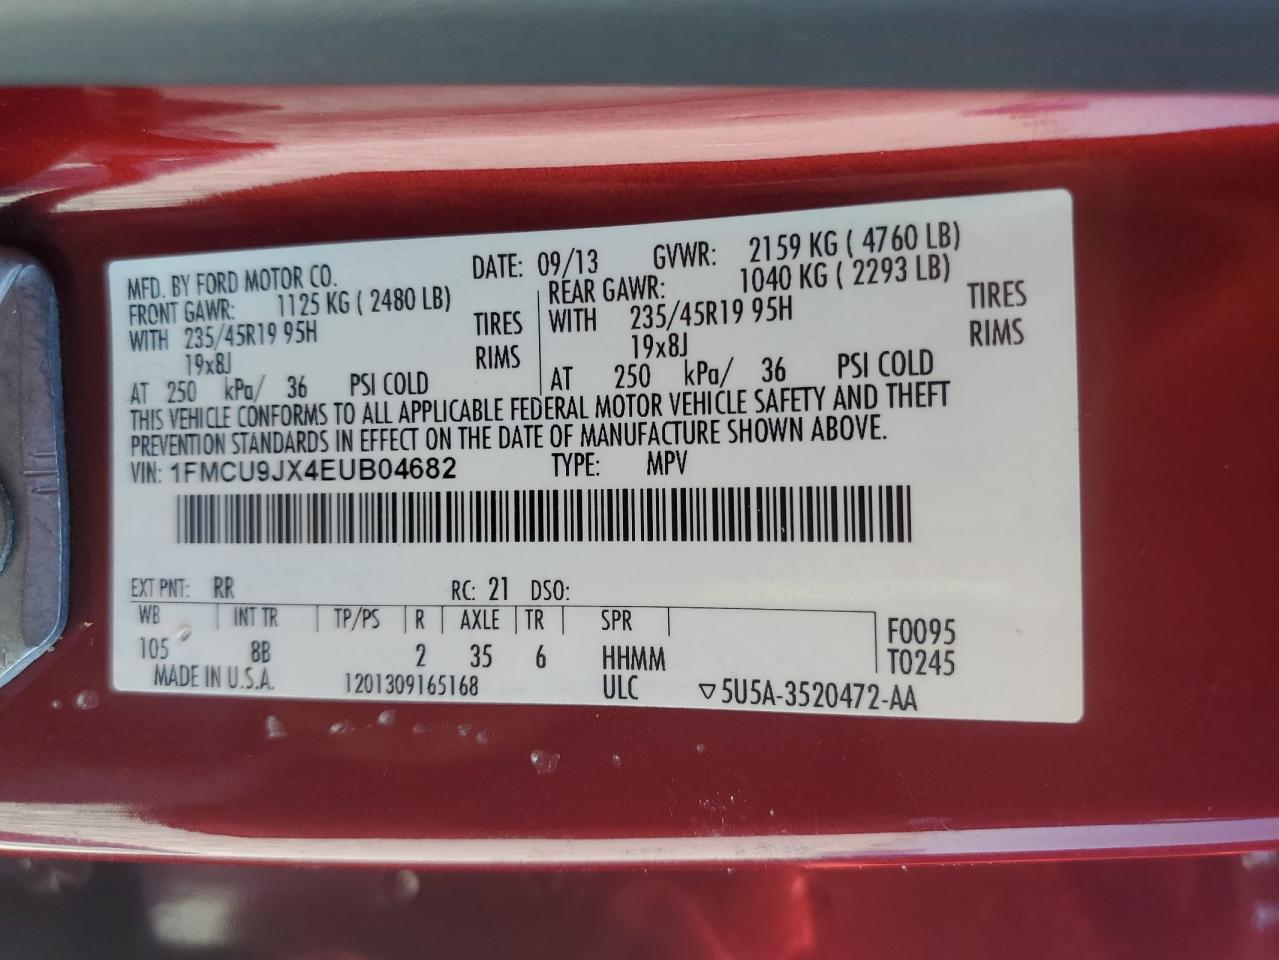 MFD. BY FORD MOTOR CO. DATE: 09/13 GVWR: 2159 KG ( 4760 LB)
FRONT GAWR: 1125 KG ( 2480 LB) REAR GAWR: 1040 KG ( 2293 LB)
WITH 235/45R19 95H TIRES WITH 235/45R19 95H TIRES
19x8J RIMS 19x8J RIMS
AT 250 kPa/ 36 PSI COLD AT 250 kPa/ 36 PSI COLD
THIS VEHICLE CONFORMS TO ALL APPLICABLE FEDERAL MOTOR VEHICLE SAFETY AND THEFT
PREVENTION STANDARDS IN EFFECT ON THE DATE OF MANUFACTURE SHOWN ABOVE.
VIN: 1FMCU9JX4EUB04682 TYPE: MPV
EXT PNT: RR RC: 21 DSO:
WB INT TR TP/PS R AXLE TR SPR F0095
105 8B 2 35 6 HHMM T0245
MADE IN U.S.A. 1201309165168 ULC ▽5U5A-3520472-AA